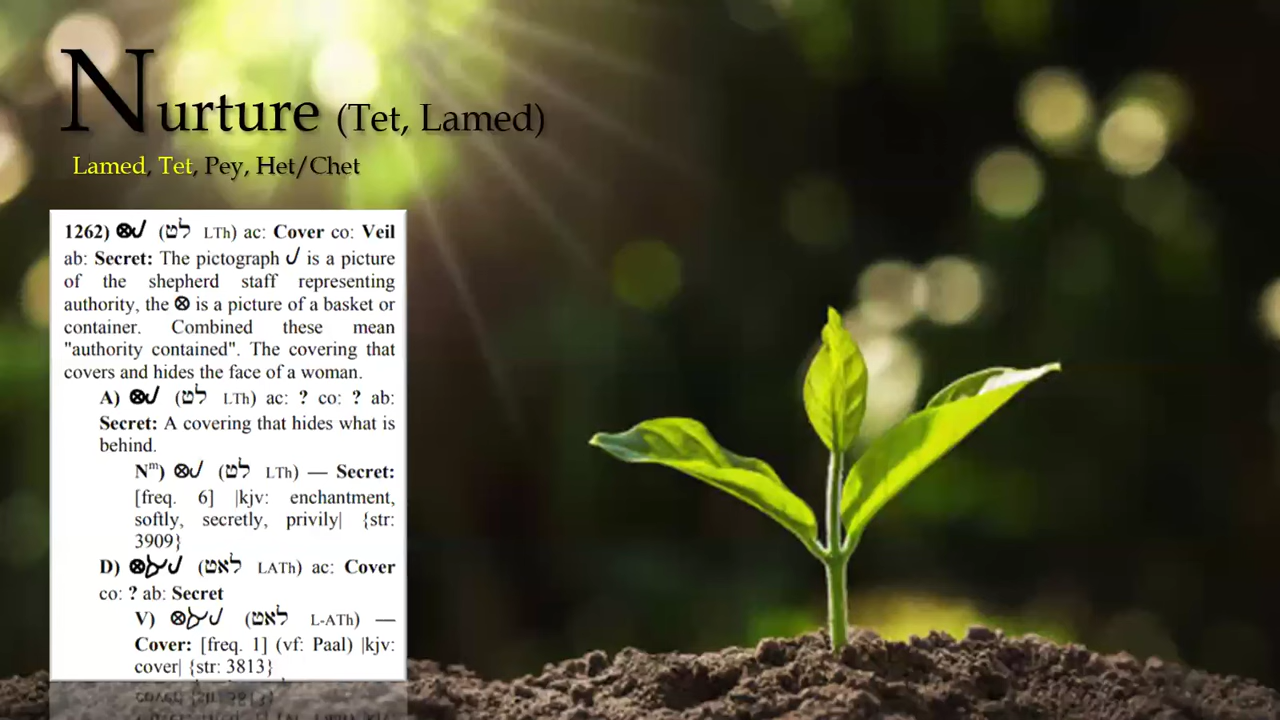 Nurture (Tet, Lamed)
Lamed, Tet, Pey, Het/Chet
1262) (לט LTh) ac: Cover co: Veil
ab: Secret: The pictograph is a picture
of the shepherd staff representing
authority, the is a picture of a basket or
container. Combined these mean
"authority contained". The covering that
covers and hides the face of a woman.
A) (לט LTh) ac: ? co: ? ab:
Secret: A covering that hides what is
behind.
Nm) (לט LTh) — Secret:
[freq. 6] |kjv: enchantment,
softly, secretly, privily| {str:
3909}
D) (לאט LATh) ac: Cover
co: ? ab: Secret
V) (לאט L-ATh) —
Cover: [freq. 1] (vf: Paal) |kjv:
cover| {str: 3813}